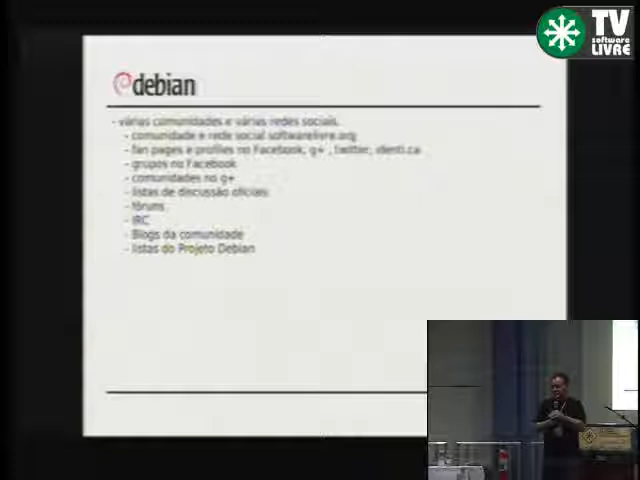 TV
software
LIVRE
debian
- várias comunidades e várias redes sociais.
- comunidade e rede social softwarelivre.org
- fan pages e profiles no Facebook, g+ , twitter, identi.ca
- grupos no Facebook
- comunidades no g+
- listas de discussão oficiais
- fóruns
- IRC
- Blogs da comunidade
- listas do Projeto Debian